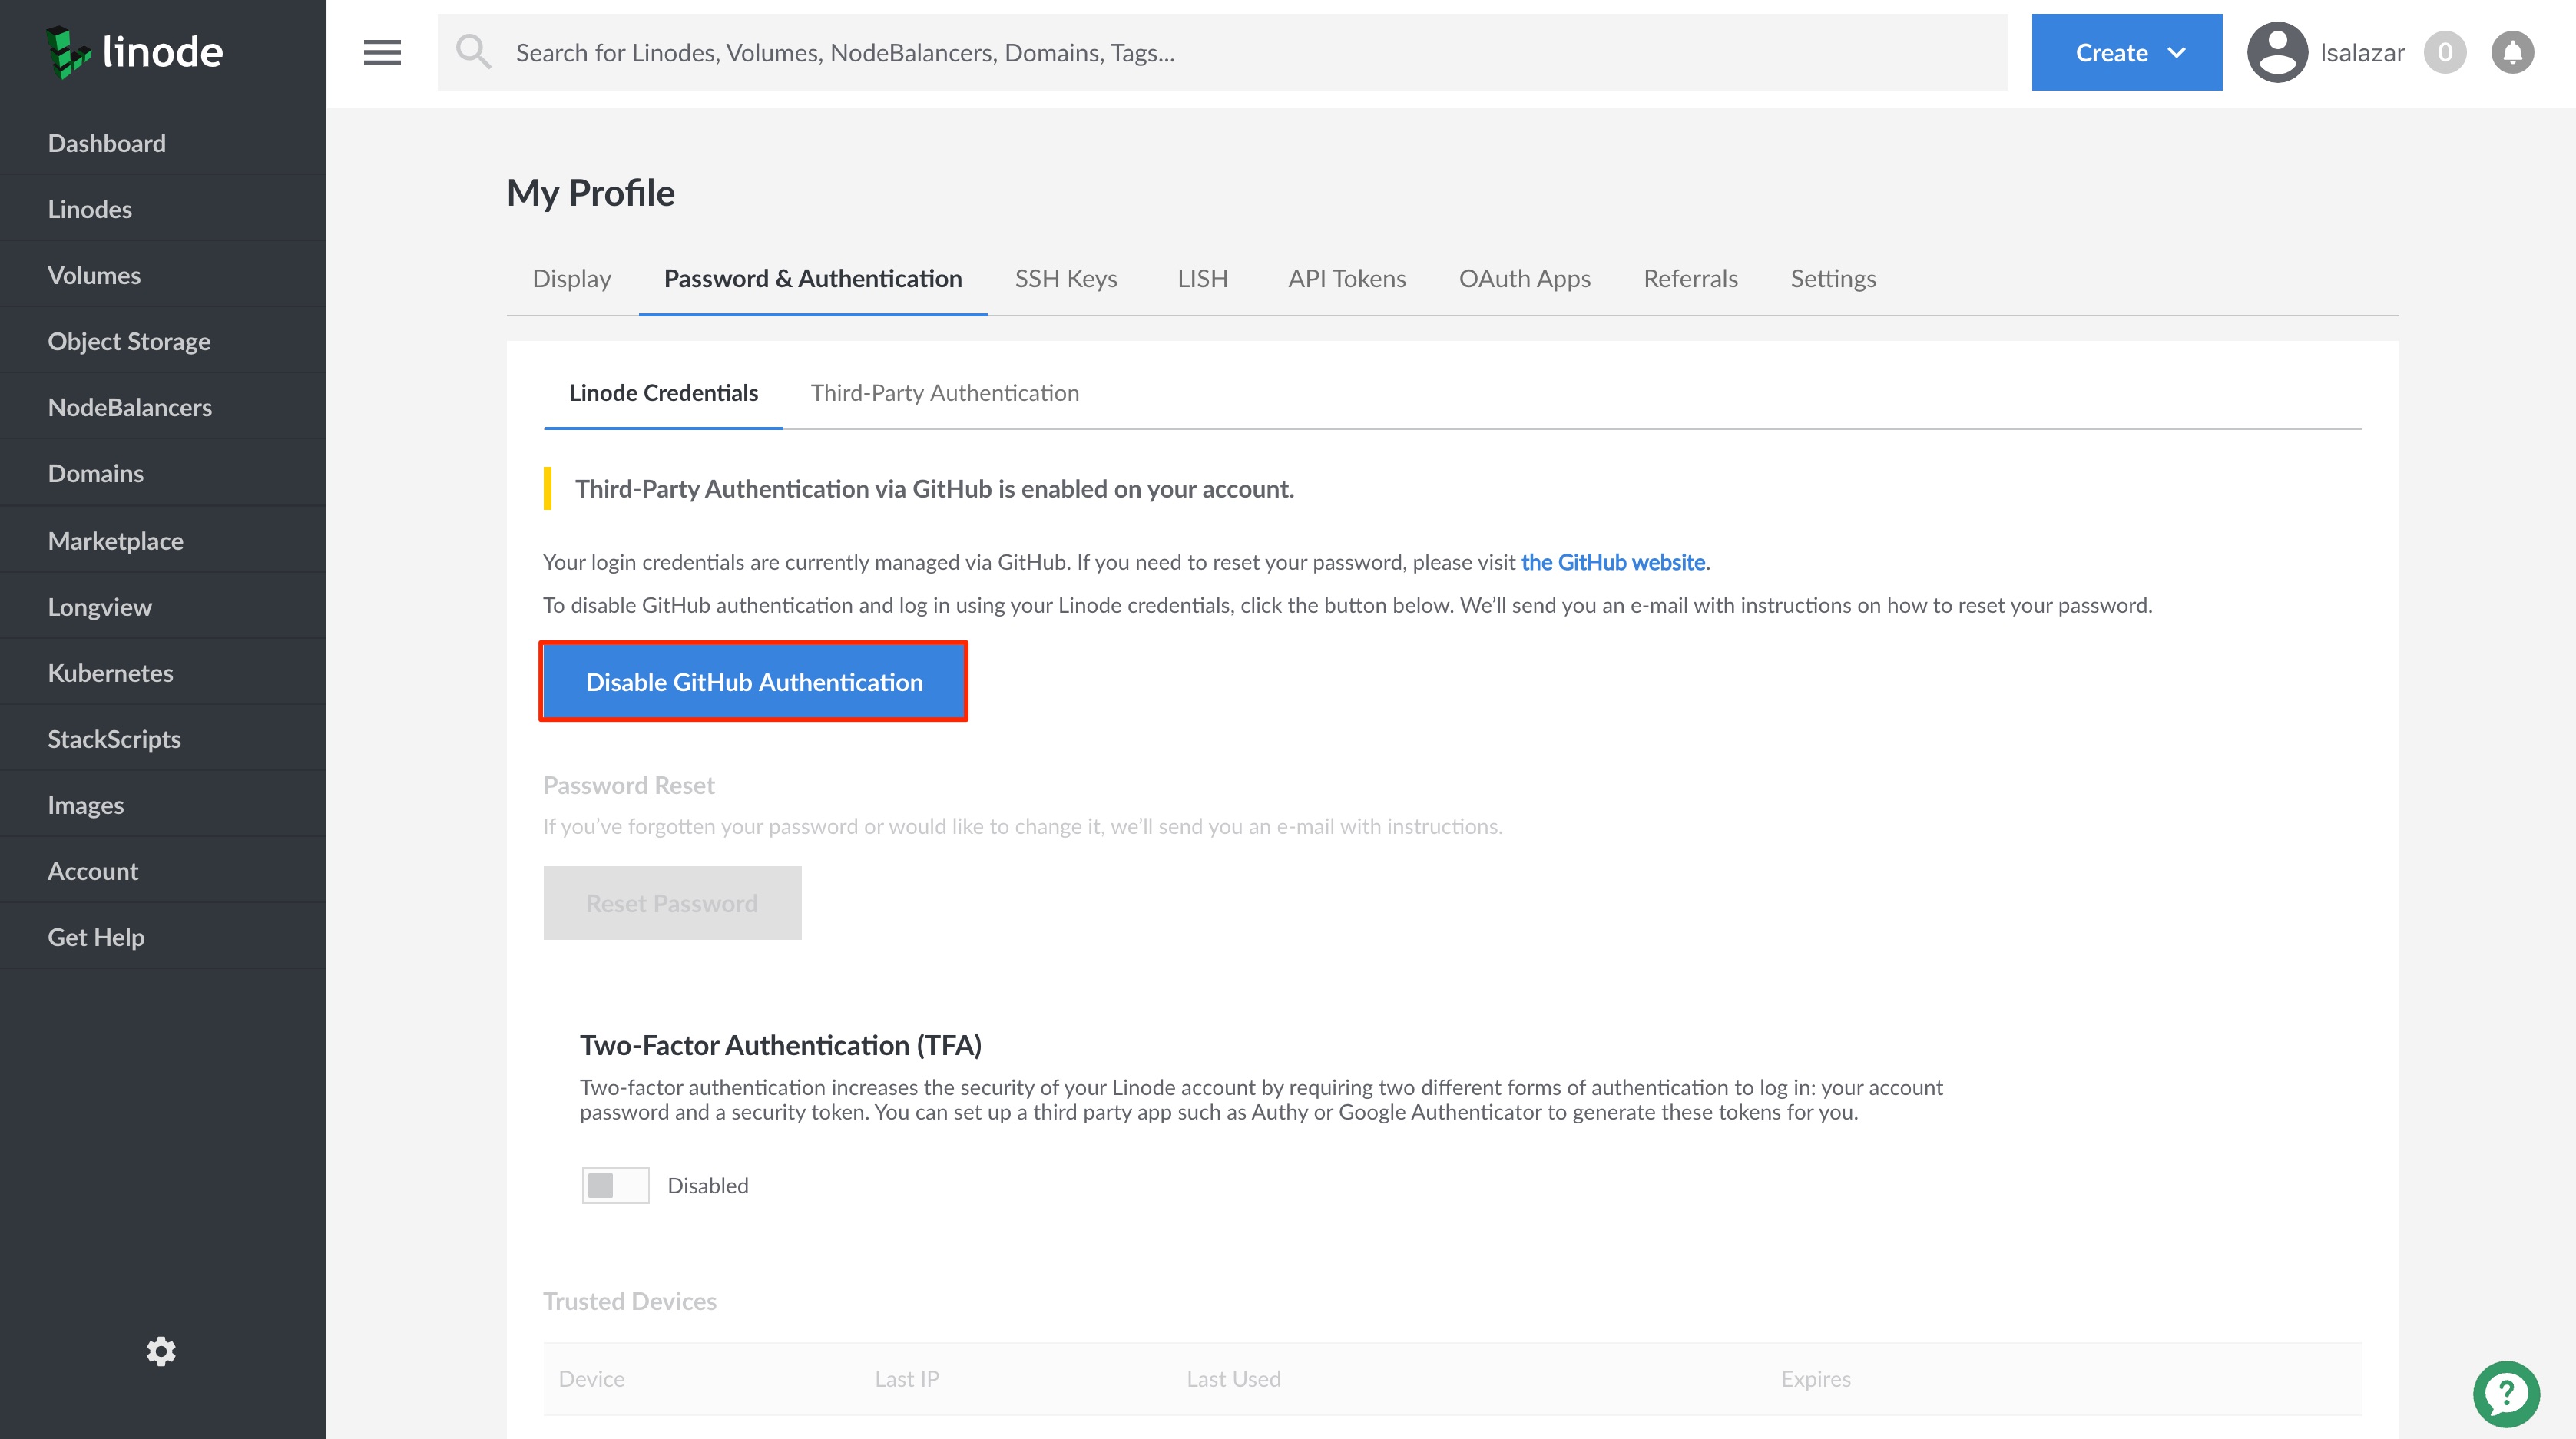 linode
Search for Linodes, Volumes, NodeBalancers, Domains, Tags...
Create
lsalazar
0
Dashboard
Linodes
Volumes
Object Storage
NodeBalancers
Domains
Marketplace
Longview
Kubernetes
StackScripts
Images
Account
Get Help
My Profile
Display Password & Authentication SSH Keys LISH API Tokens OAuth Apps Referrals Settings
Linode Credentials Third-Party Authentication
Third-Party Authentication via GitHub is enabled on your account.
Your login credentials are currently managed via GitHub. If you need to reset your password, please visit the GitHub website.
To disable GitHub authentication and log in using your Linode credentials, click the button below. We’ll send you an e-mail with instructions on how to reset your password.
Disable GitHub Authentication
Password Reset
If you’ve forgotten your password or would like to change it, we’ll send you an e-mail with instructions.
Reset Password
Two-Factor Authentication (TFA)
Two-factor authentication increases the security of your Linode account by requiring two different forms of authentication to log in: your account
password and a security token. You can set up a third party app such as Authy or Google Authenticator to generate these tokens for you.
Disabled
Trusted Devices
Device Last IP Last Used Expires
?